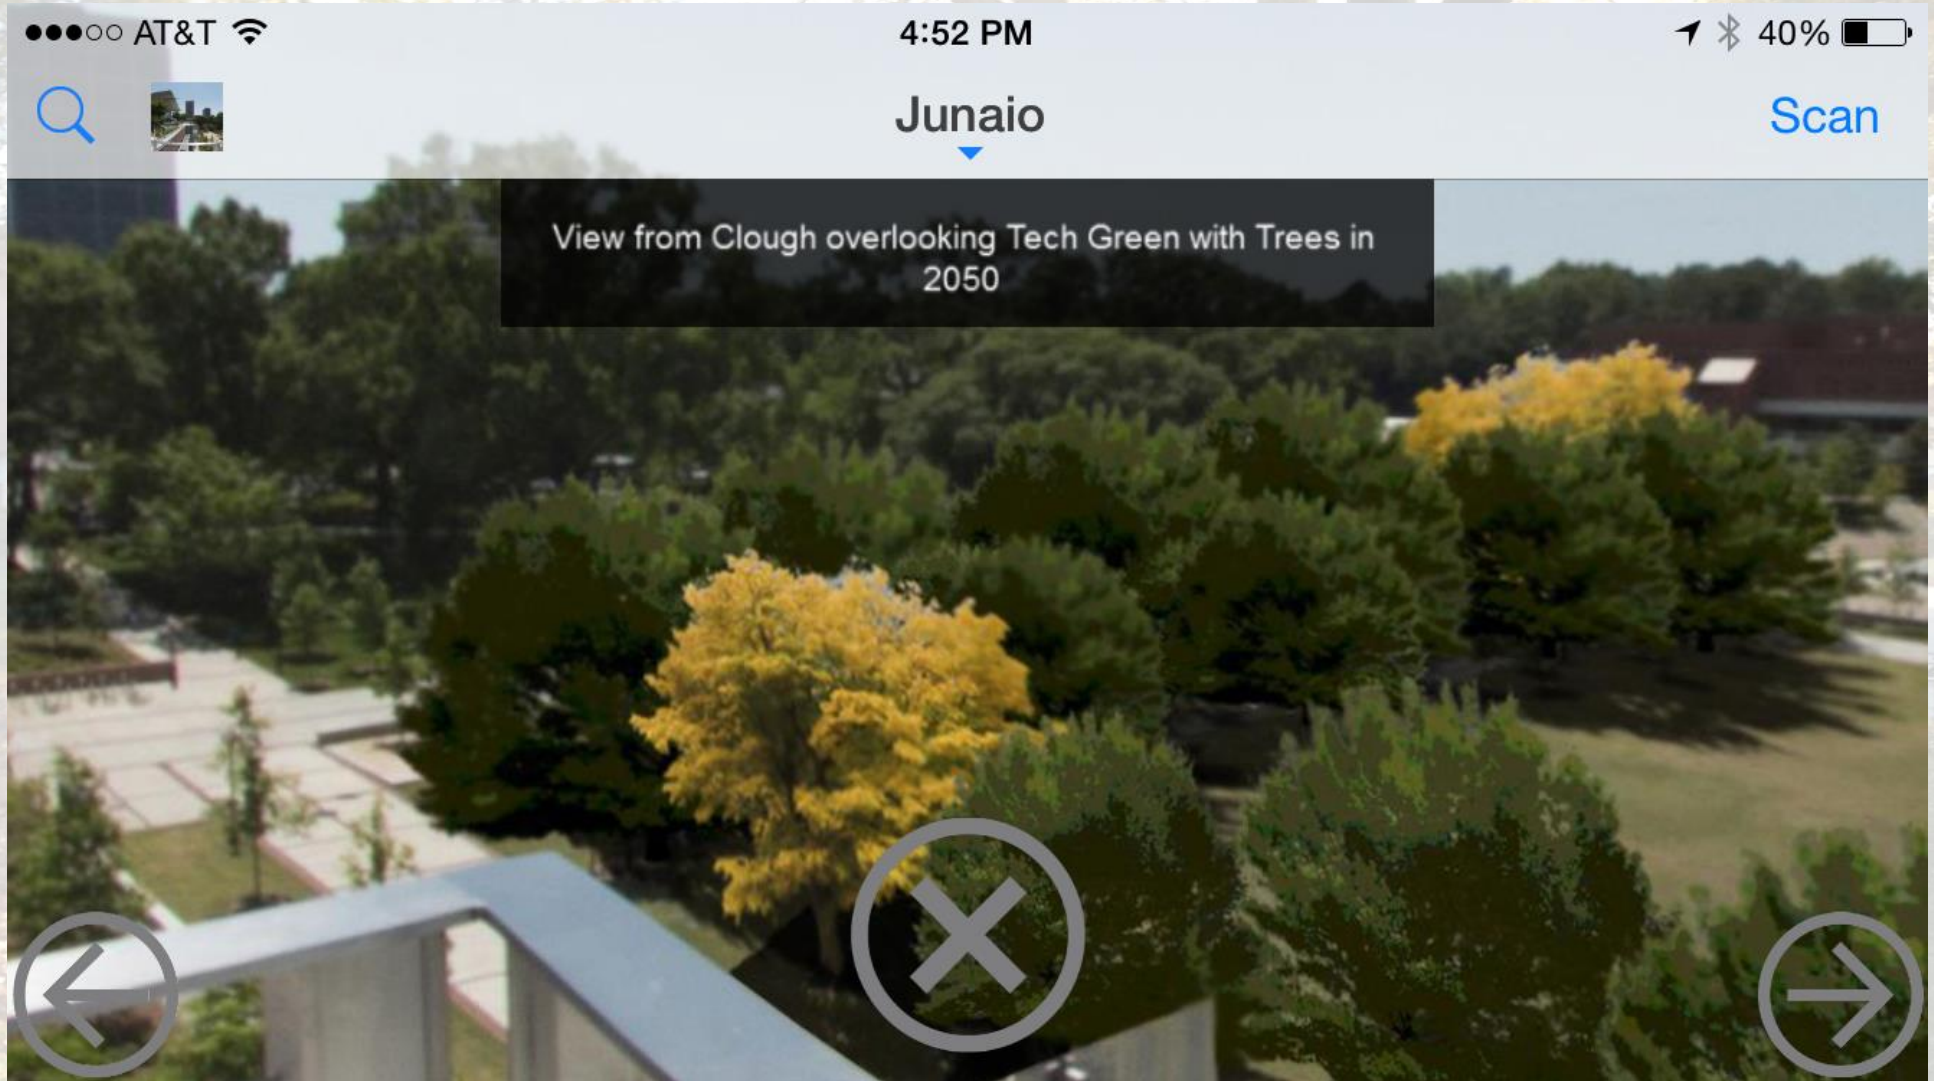 AT&T 4:52 PM 40%
Junaio Scan
View from Clough overlooking Tech Green with Trees in
2050